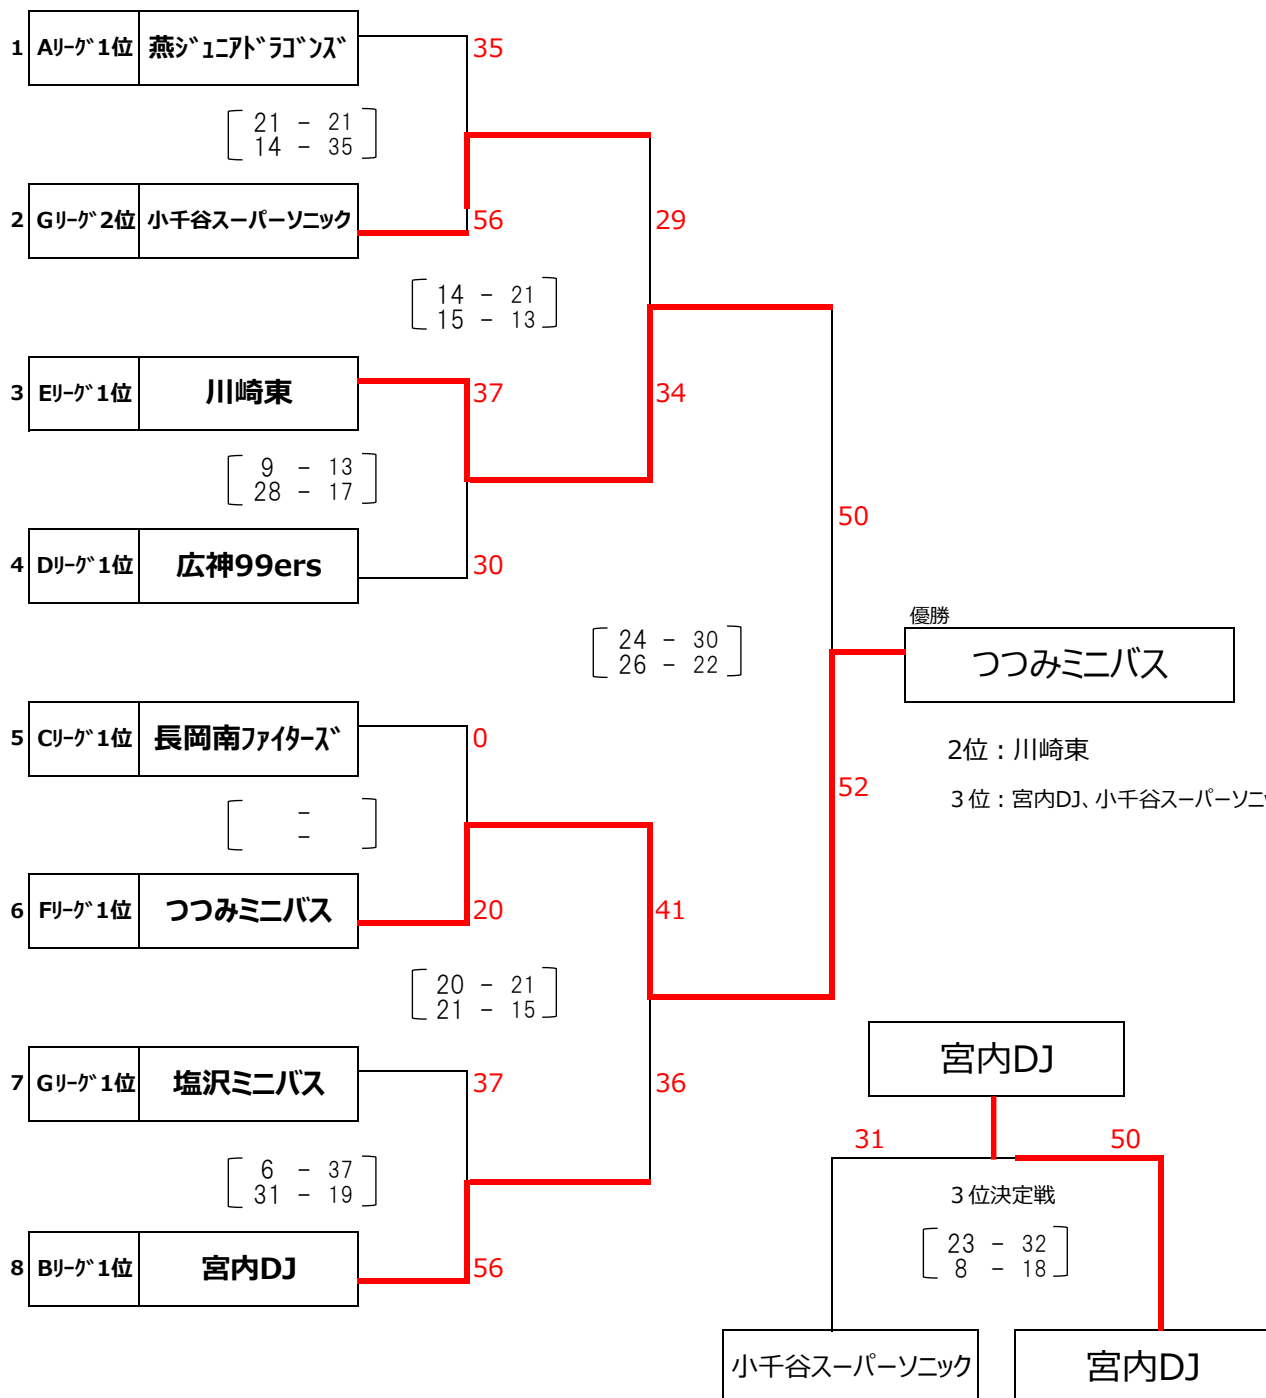 1 Aﾘｰｸﾞ1位 燕ｼﾞｭﾆｱﾄﾞﾗｺﾞﾝｽﾞ 35
21 - 21
14 - 35
2 Gﾘｰｸﾞ2位 小千谷スーパーソニック 56
29
14 - 21
15 - 13
3 Eﾘｰｸﾞ1位 川崎東 37
34
9 - 13
28 - 17
4 Dﾘｰｸﾞ1位 広神99ers 30
50
24 - 30
26 - 22
優勝
つつみミニバス
5 Cﾘｰｸﾞ1位 長岡南ﾌｧｲﾀｰｽﾞ 0
2位：川崎東
52
３位：宮内DJ、小千谷スーパーソニ
-
-
6 Fﾘｰｸﾞ1位 つつみミニバス 20
41
20 - 21
21 - 15
7 Gﾘｰｸﾞ1位 塩沢ミニバス 37
36
6 - 37
31 - 19
8 Bﾘｰｸﾞ1位 宮内DJ 56
宮内DJ
31 50
３位決定戦
23 - 32
8 - 18
小千谷スーパーソニック 宮内DJ